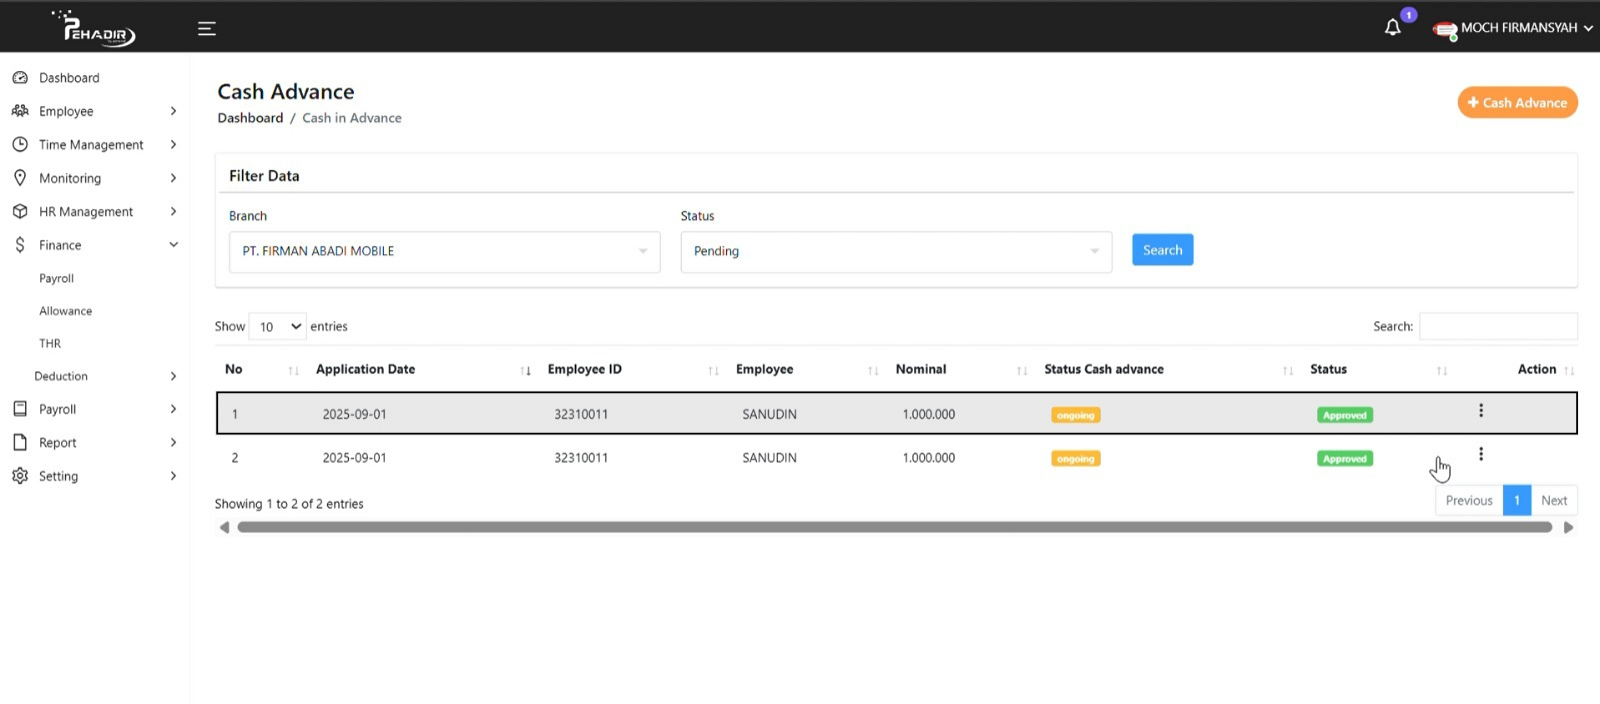 PEHADIR
1
MOCH FIRMANSYAH
Dashboard
Employee
Time Management
Monitoring
HR Management
Finance
Payroll
Allowance
THR
Deduction
Payroll
Report
Setting
Cash Advance
Dashboard / Cash in Advance
+ Cash Advance
Filter Data
Branch Status
PT. FIRMAN ABADI MOBILE Pending Search
Show 10 entries Search:
No Application Date Employee ID Employee Nominal Status Cash advance Status Action
1 2025-09-01 32310011 SANUDIN 1.000.000 ongoing Approved
2 2025-09-01 32310011 SANUDIN 1.000.000 ongoing Approved
Showing 1 to 2 of 2 entries
Previous 1 Next